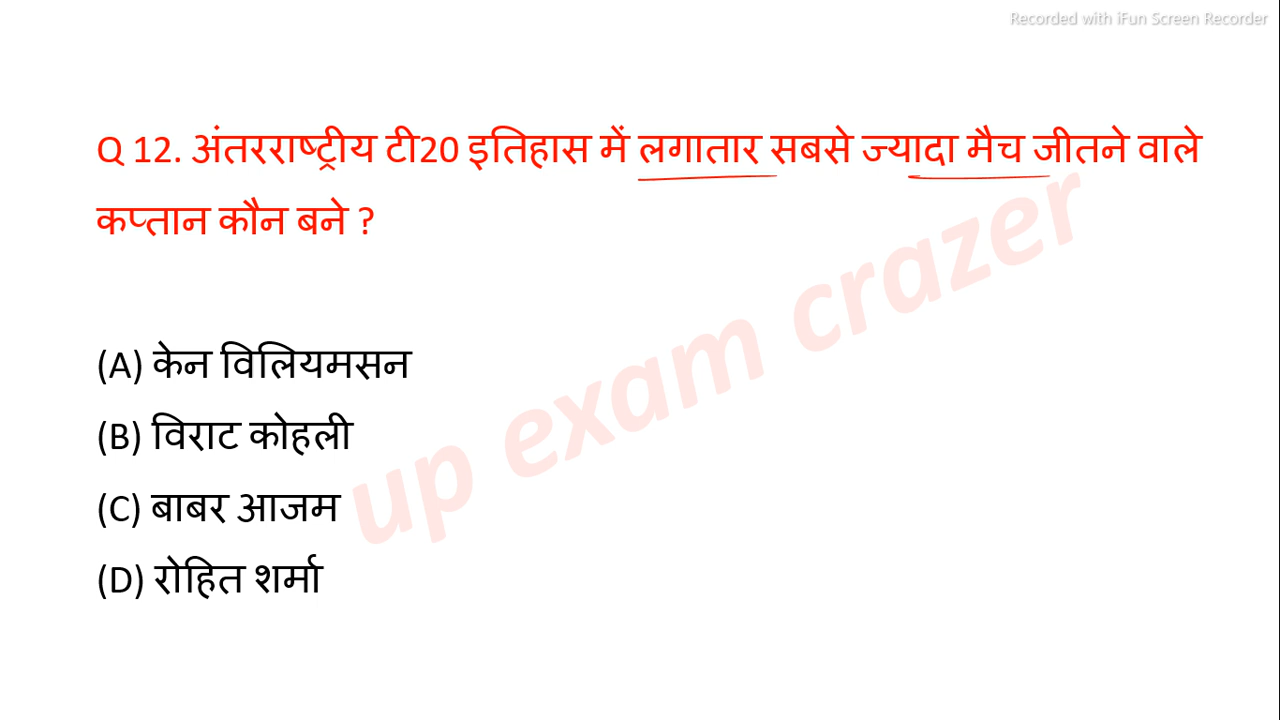 Recorded with iFun Screen Recorder
Q 12. अंतरराष्ट्रीय टी20 इतिहास में लगातार सबसे ज्यादा मैच जीतने वाले
कप्तान कौन बने ?
up exam crazer
(A) केन विलियमसन
(B) विराट कोहली
(C) बाबर आजम
(D) रोहित शर्मा